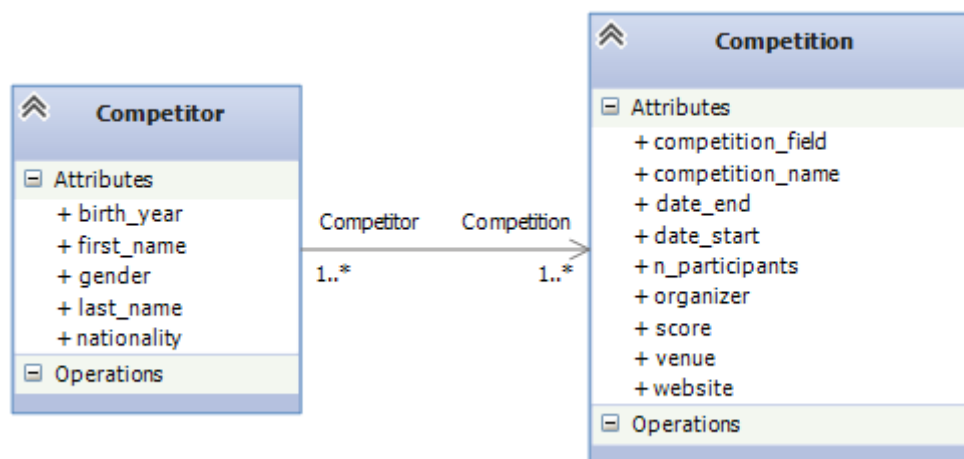 Competitor
Attributes
+ birth_year
+ first_name
+ gender
+ last_name
+ nationality
Operations
Competitor
1..*
Competition
1..*
Competition
Attributes
+ competition_field
+ competition_name
+ date_end
+ date_start
+ n_participants
+ organizer
+ score
+ venue
+ website
Operations